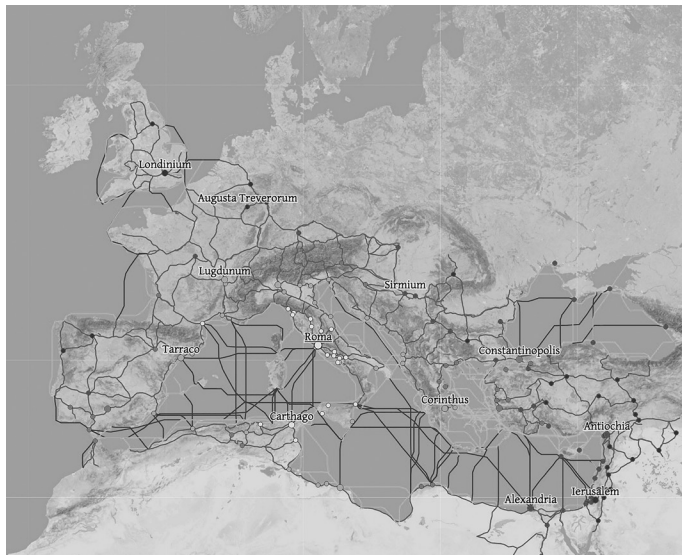 Londinium
Augusta Treverorum
Lugdunum
Sirmium
Roma
Tarraco
Constantinopolis
Corinthus
Carthago
Antiochia
Ierusalem
Alexandria